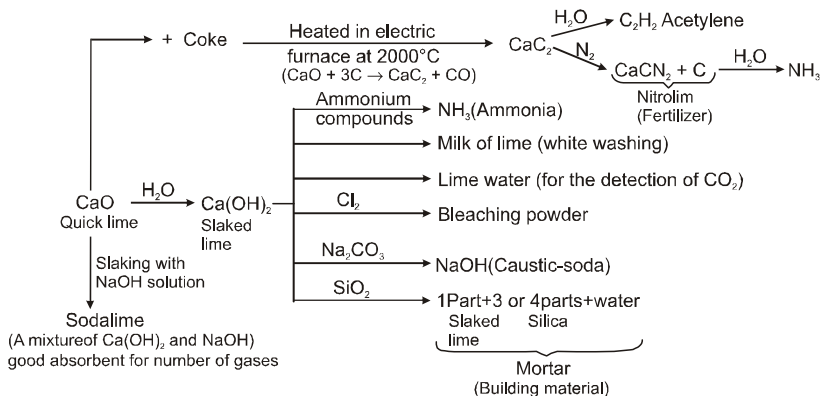 + Coke
Heated in electric
furnace at 2000°C
(CaO + 3C → CaC₂ + CO)
CaC₂
H₂O
C₂H₂ Acetylene
N₂
CaCN₂ + C
Nitrolim
(Fertilizer)
H₂O
NH₃
CaO
Quick lime
H₂O
Ca(OH)₂
Slaked
lime
Ammonium
compounds
NH₃(Ammonia)
Milk of lime (white washing)
Lime water (for the detection of CO₂)
Cl₂
Bleaching powder
Na₂CO₃
NaOH(Caustic-soda)
SiO₂
1Part+3 or 4parts+water
Slaked
lime
Silica
Mortar
(Building material)
Slaking with
NaOH solution
Sodalime
(A mixtureof Ca(OH)₂ and NaOH)
good absorbent for number of gases